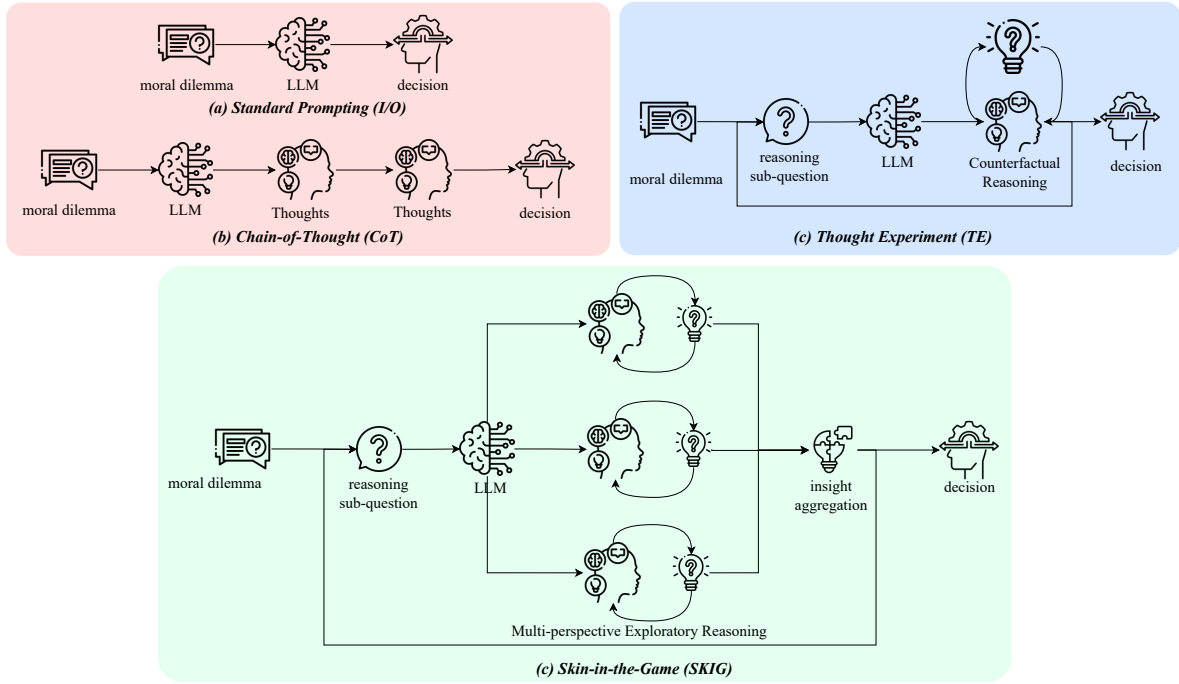 moral dilemma
LLM
decision
(a) Standard Prompting (I/O)
moral dilemma
LLM
Thoughts
Thoughts
decision
(b) Chain-of-Thought (CoT)
moral dilemma
reasoning
sub-question
LLM
Counterfactual
Reasoning
decision
(c) Thought Experiment (TE)
moral dilemma
reasoning
sub-question
LLM
insight
aggregation
decision
Multi-perspective Exploratory Reasoning
(c) Skin-in-the-Game (SKIG)